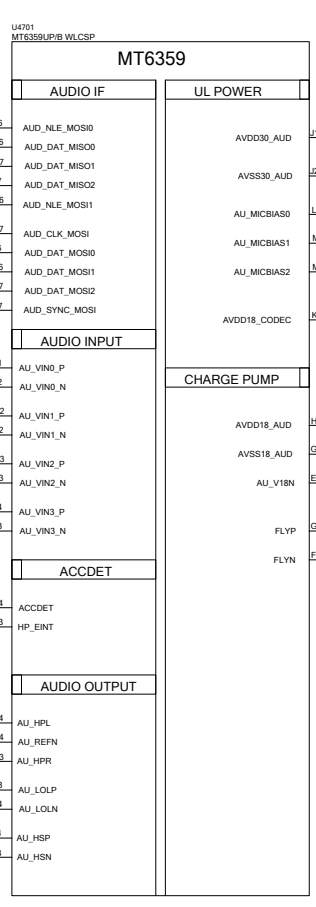 U4701
MT6359UP/B WLCSP
MT6359
AUDIO IF
AUD_NLE_MOSI0
AUD_DAT_MISO0
AUD_DAT_MISO1
AUD_DAT_MISO2
AUD_NLE_MOSI1
AUD_CLK_MOSI
AUD_DAT_MOSI0
AUD_DAT_MOSI1
AUD_DAT_MOSI2
AUD_SYNC_MOSI
AUDIO INPUT
AU_VIN0_P
AU_VIN0_N
AU_VIN1_P
AU_VIN1_N
AU_VIN2_P
AU_VIN2_N
AU_VIN3_P
AU_VIN3_N
ACCDET
ACCDET
HP_EINT
AUDIO OUTPUT
AU_HPL
AU_REFN
AU_HPR
AU_LOLP
AU_LOLN
AU_HSP
AU_HSN
UL POWER
AVDD30_AUD
AVSS30_AUD
AU_MICBIAS0
AU_MICBIAS1
AU_MICBIAS2
AVDD18_CODEC
CHARGE PUMP
AVDD18_AUD
AVSS18_AUD
AU_V18N
FLYP
FLYN